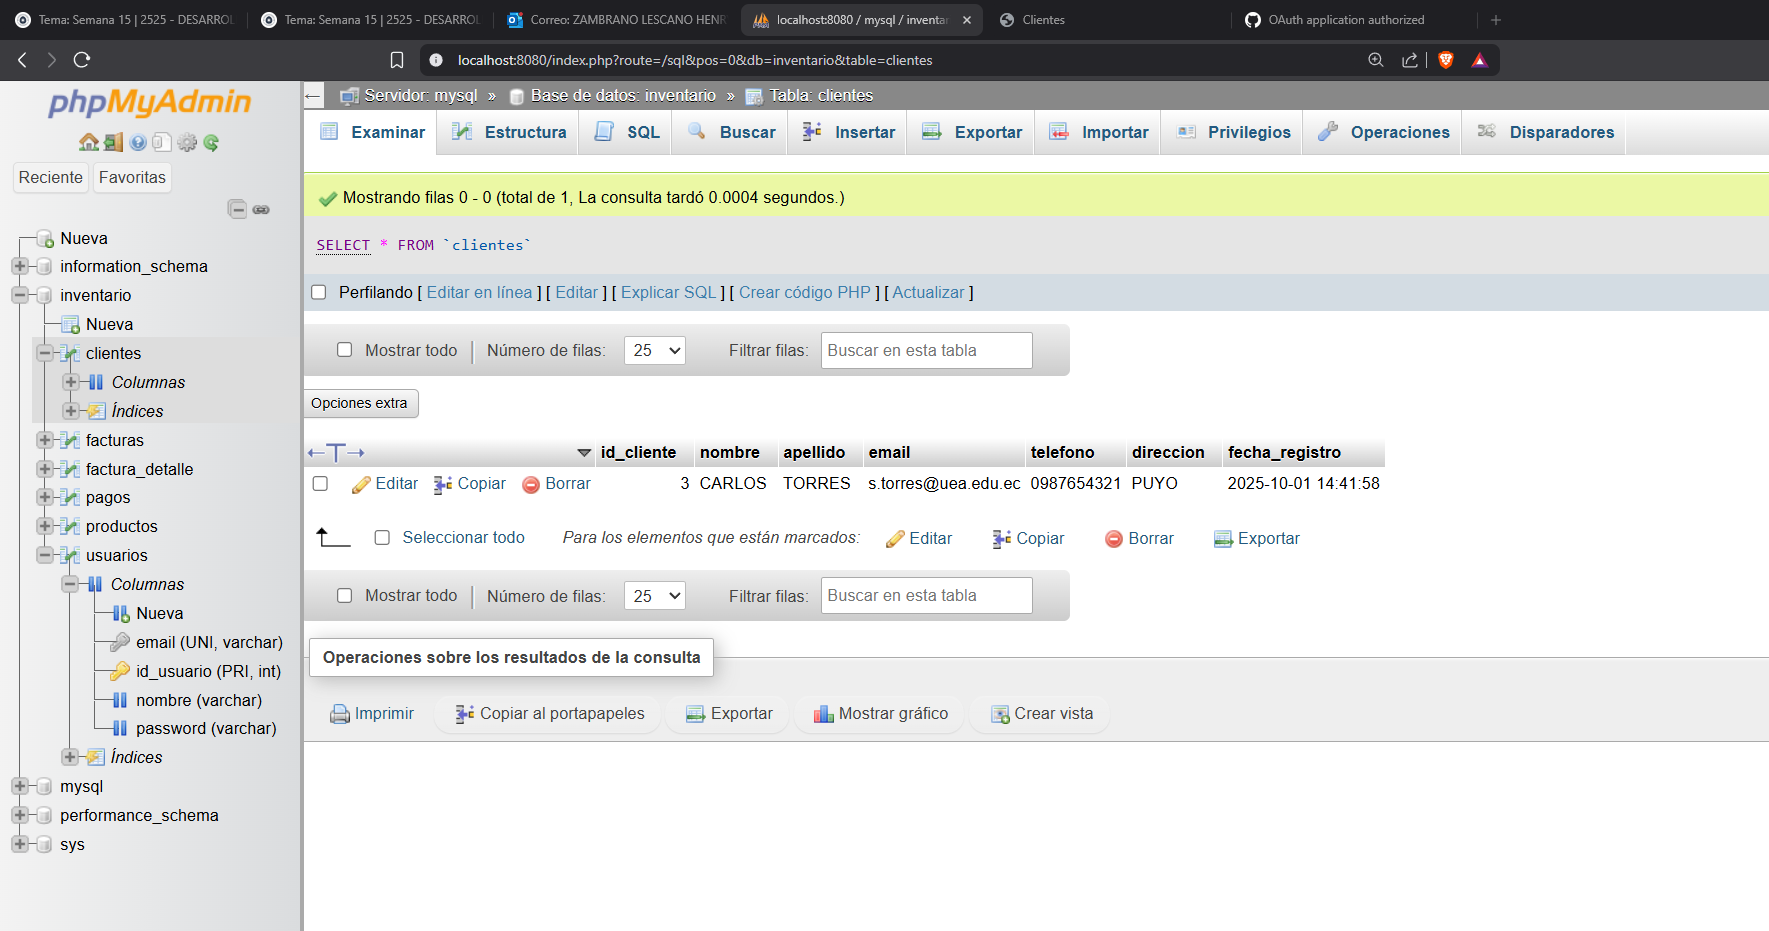 Tema: Semana 15 | 2525 - DESARROL
Tema: Semana 15 | 2525 - DESARROL
Correo: ZAMBRANO LESCANO HENR
localhost:8080 / mysql / inventar
Clientes
OAuth application authorized
localhost:8080/index.php?route=/sql&pos=0&db=inventario&table=clientes
phpMyAdmin
Reciente
Favoritas
Nueva
information_schema
inventario
Nueva
clientes
Columnas
Índices
facturas
factura_detalle
pagos
productos
usuarios
Columnas
Nueva
email (UNI, varchar)
id_usuario (PRI, int)
nombre (varchar)
password (varchar)
Índices
mysql
performance_schema
sys
Servidor: mysql » Base de datos: inventario » Tabla: clientes
Examinar Estructura SQL Buscar Insertar Exportar Importar Privilegios Operaciones Disparadores
Mostrando filas 0 - 0 (total de 1, La consulta tardó 0.0004 segundos.)
SELECT * FROM `clientes`
Perfilando [ Editar en línea ] [ Editar ] [ Explicar SQL ] [ Crear código PHP ] [ Actualizar ]
Mostrar todo | Número de filas: 25 Filtrar filas: Buscar en esta tabla
Opciones extra
id_cliente nombre apellido email telefono direccion fecha_registro
Editar Copiar Borrar 3 CARLOS TORRES s.torres@uea.edu.ec 0987654321 PUYO 2025-10-01 14:41:58
Seleccionar todo Para los elementos que están marcados: Editar Copiar Borrar Exportar
Mostrar todo | Número de filas: 25 Filtrar filas: Buscar en esta tabla
Operaciones sobre los resultados de la consulta
Imprimir Copiar al portapapeles Exportar Mostrar gráfico Crear vista